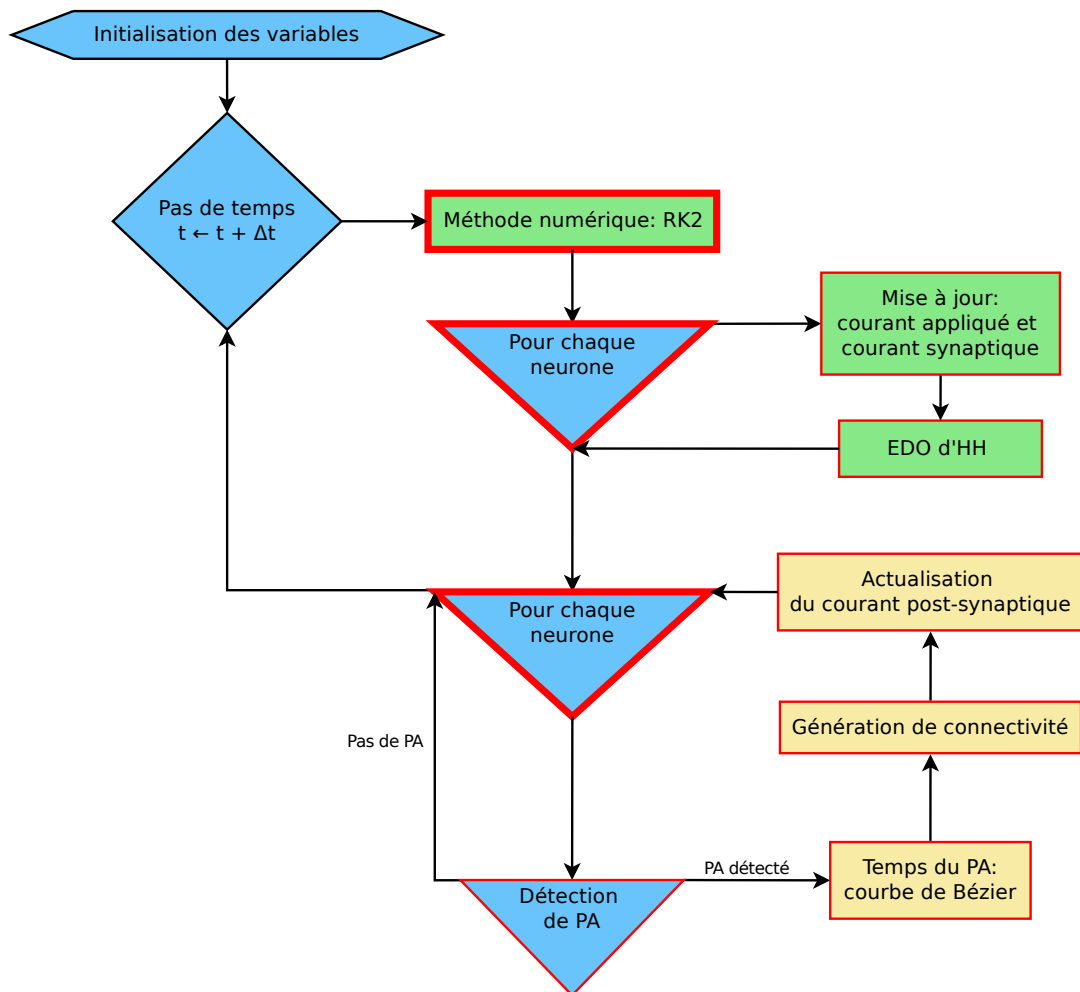 Initialisation des variables
Pas de temps
t ← t + Δt
Méthode numérique: RK2
Pour chaque
neurone
Mise à jour:
courant appliqué et
courant synaptique
EDO d'HH
Pour chaque
neurone
Actualisation
du courant post-synaptique
Génération de connectivité
Pas de PA
PA détecté
Temps du PA:
courbe de Bézier
Détection
de PA